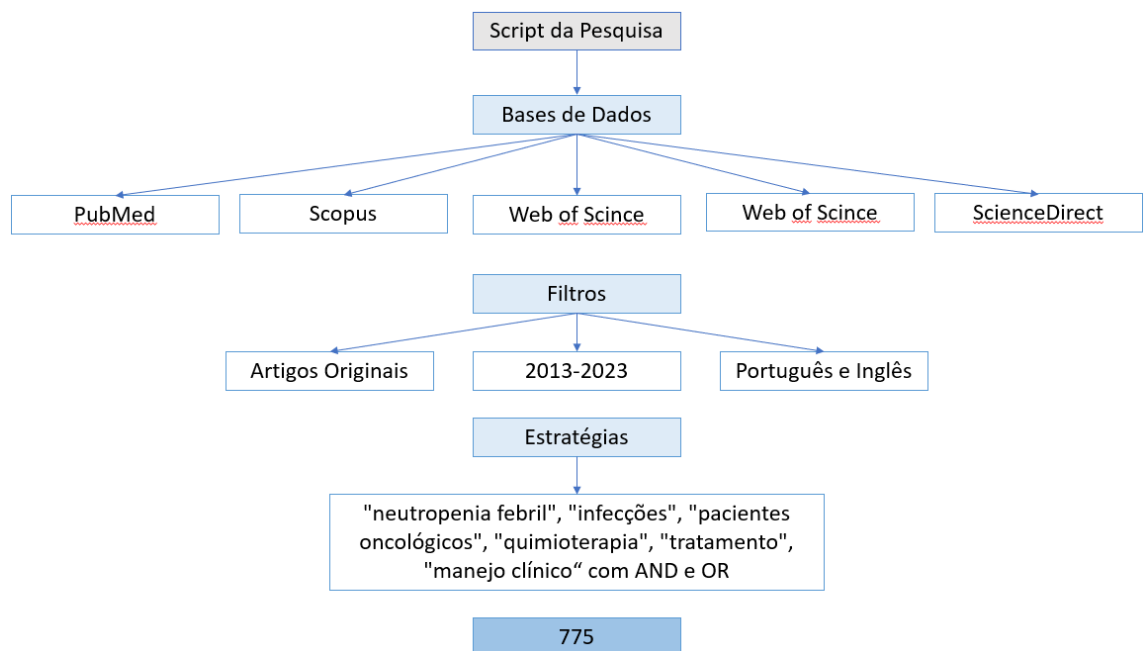 Script da Pesquisa
Bases de Dados
PubMed
Scopus
Web of Scince
Web of Scince
ScienceDirect
Filtros
Artigos Originais
2013-2023
Português e Inglês
Estratégias
"neutropenia febril", "infecções", "pacientes
oncológicos", "quimioterapia", "tratamento",
"manejo clínico“ com AND e OR
775